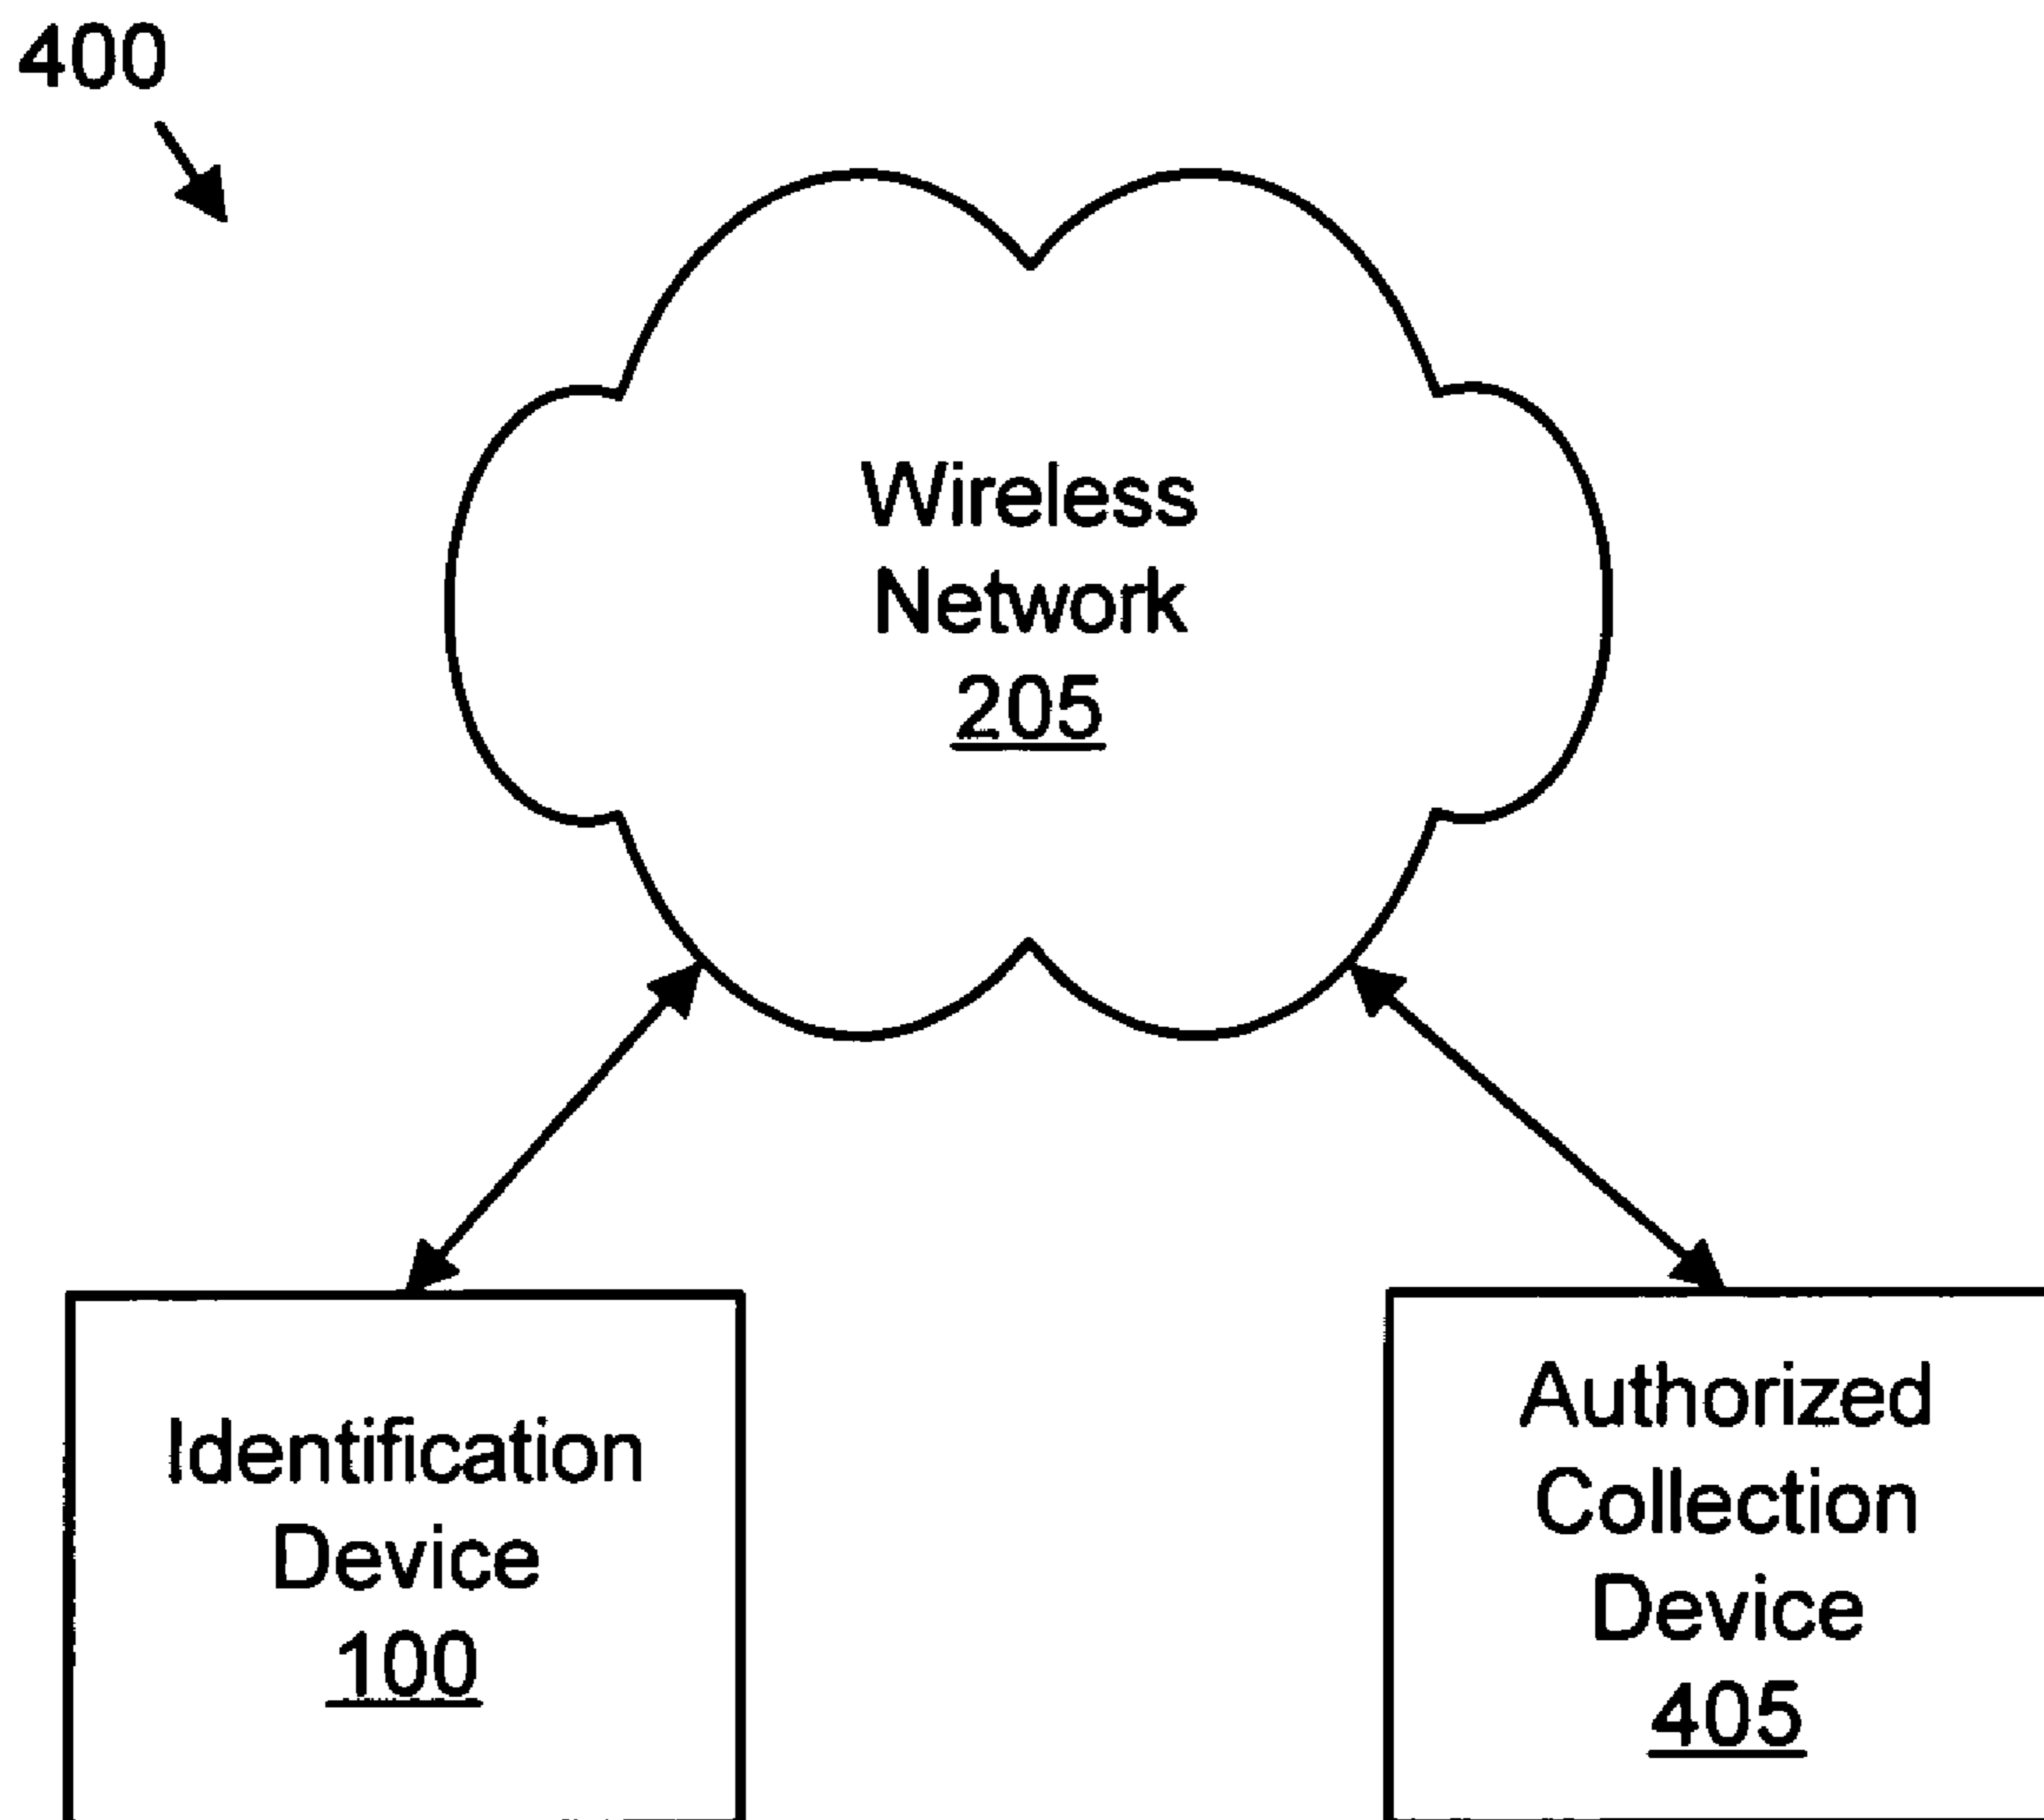 400
Wireless
Network
205
Identification
Device
100
Authorized
Collection
Device
405